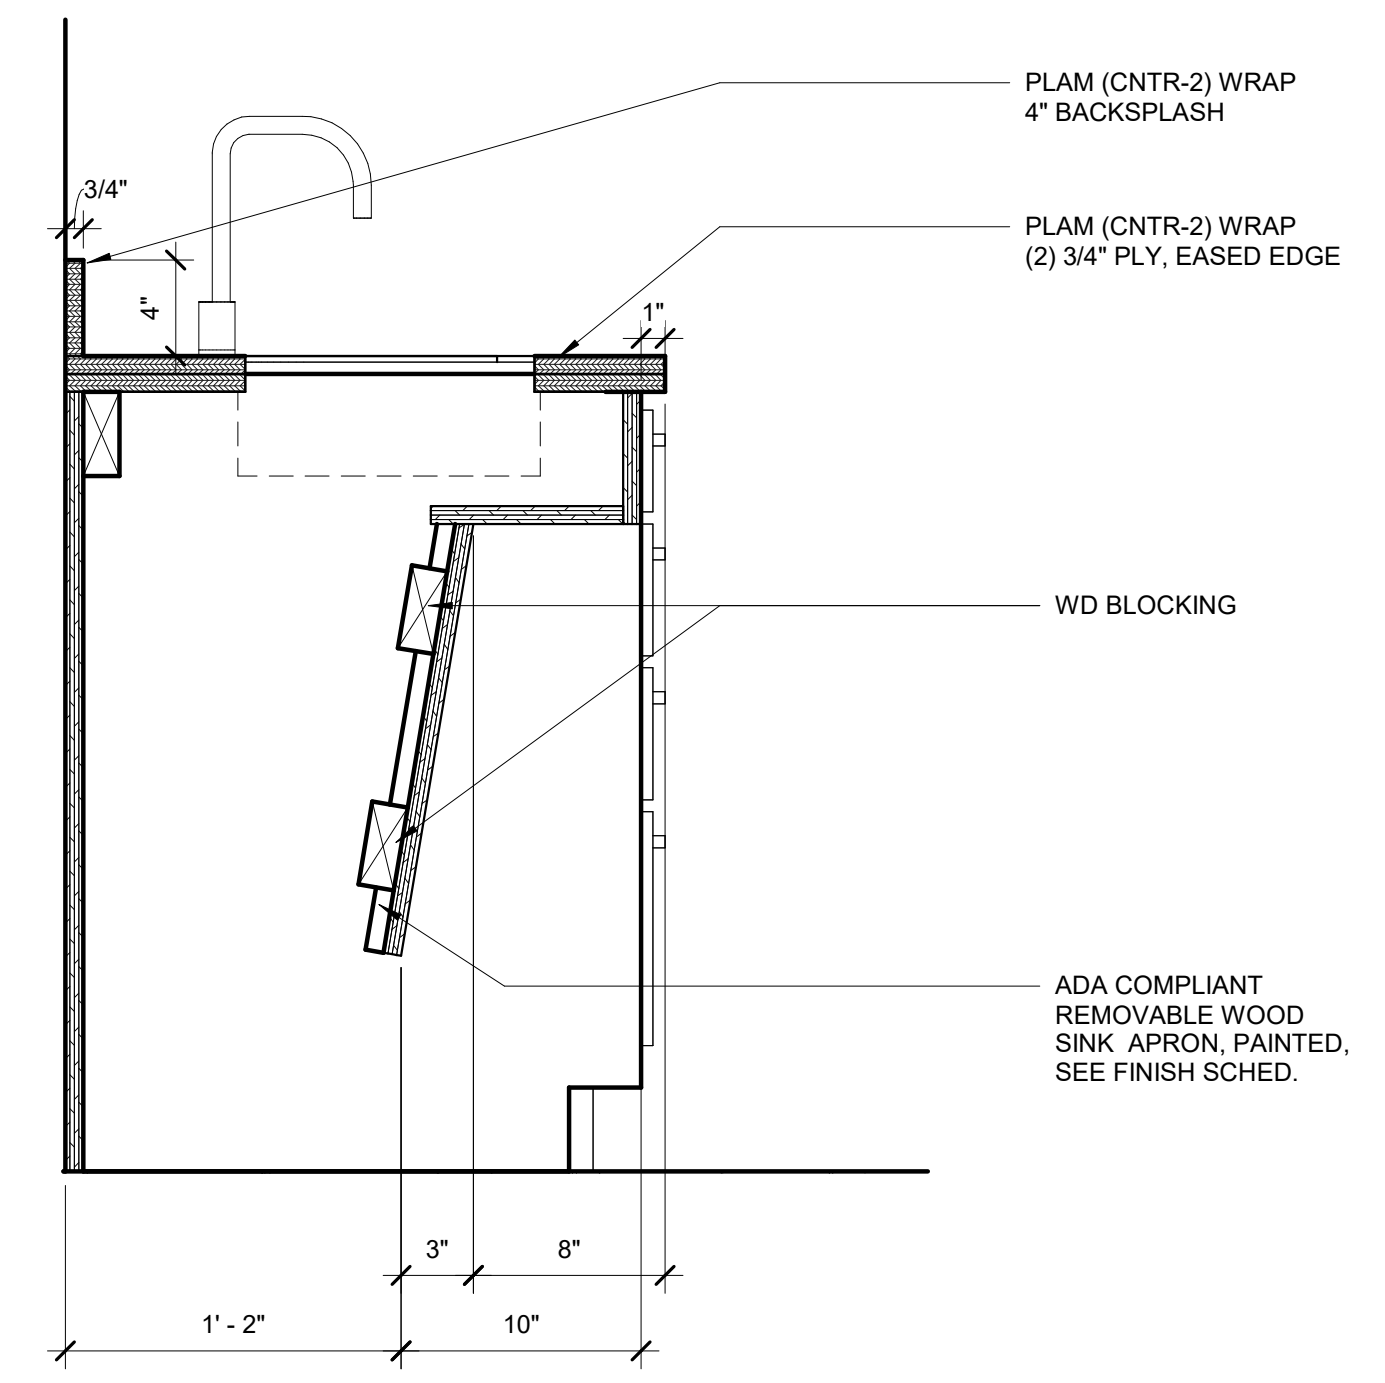 PLAM (CNTR-2) WRAP
4" BACKSPLASH
3/4"
PLAM (CNTR-2) WRAP
(2) 3/4" PLY, EASED EDGE
4"
1"
WD BLOCKING
ADA COMPLIANT
REMOVABLE WOOD
SINK  APRON, PAINTED,
SEE FINISH SCHED.
3"
8"
1' - 2"
10"